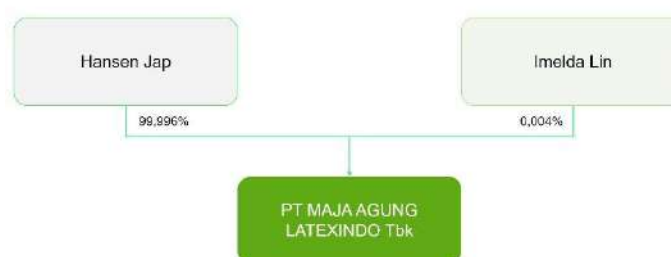 Hansen Jap
Imelda Lin
99,996%
0,004%
PT MAJA AGUNG
LATEXINDO Tbk